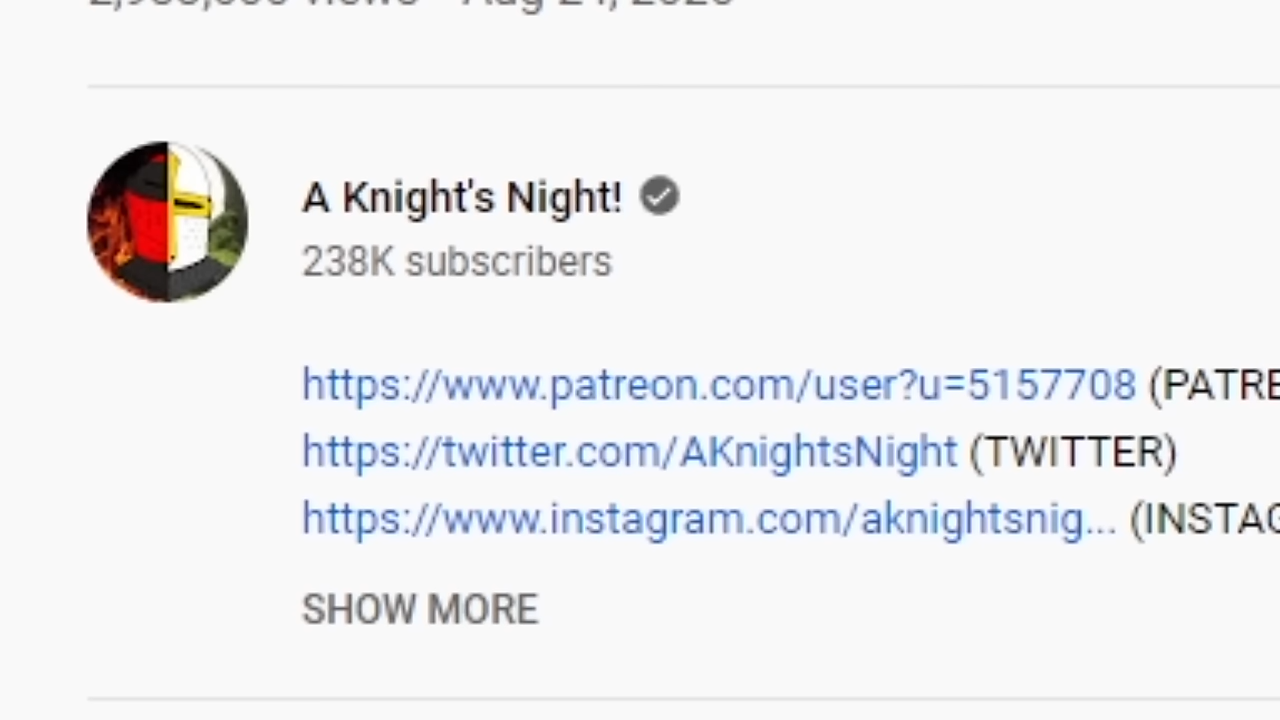 A Knight's Night!
238K subscribers
https://www.patreon.com/user?u=5157708 (PATRE
https://twitter.com/AKnightsNight (TWITTER)
https://www.instagram.com/aknightsnig... (INSTAG
SHOW MORE